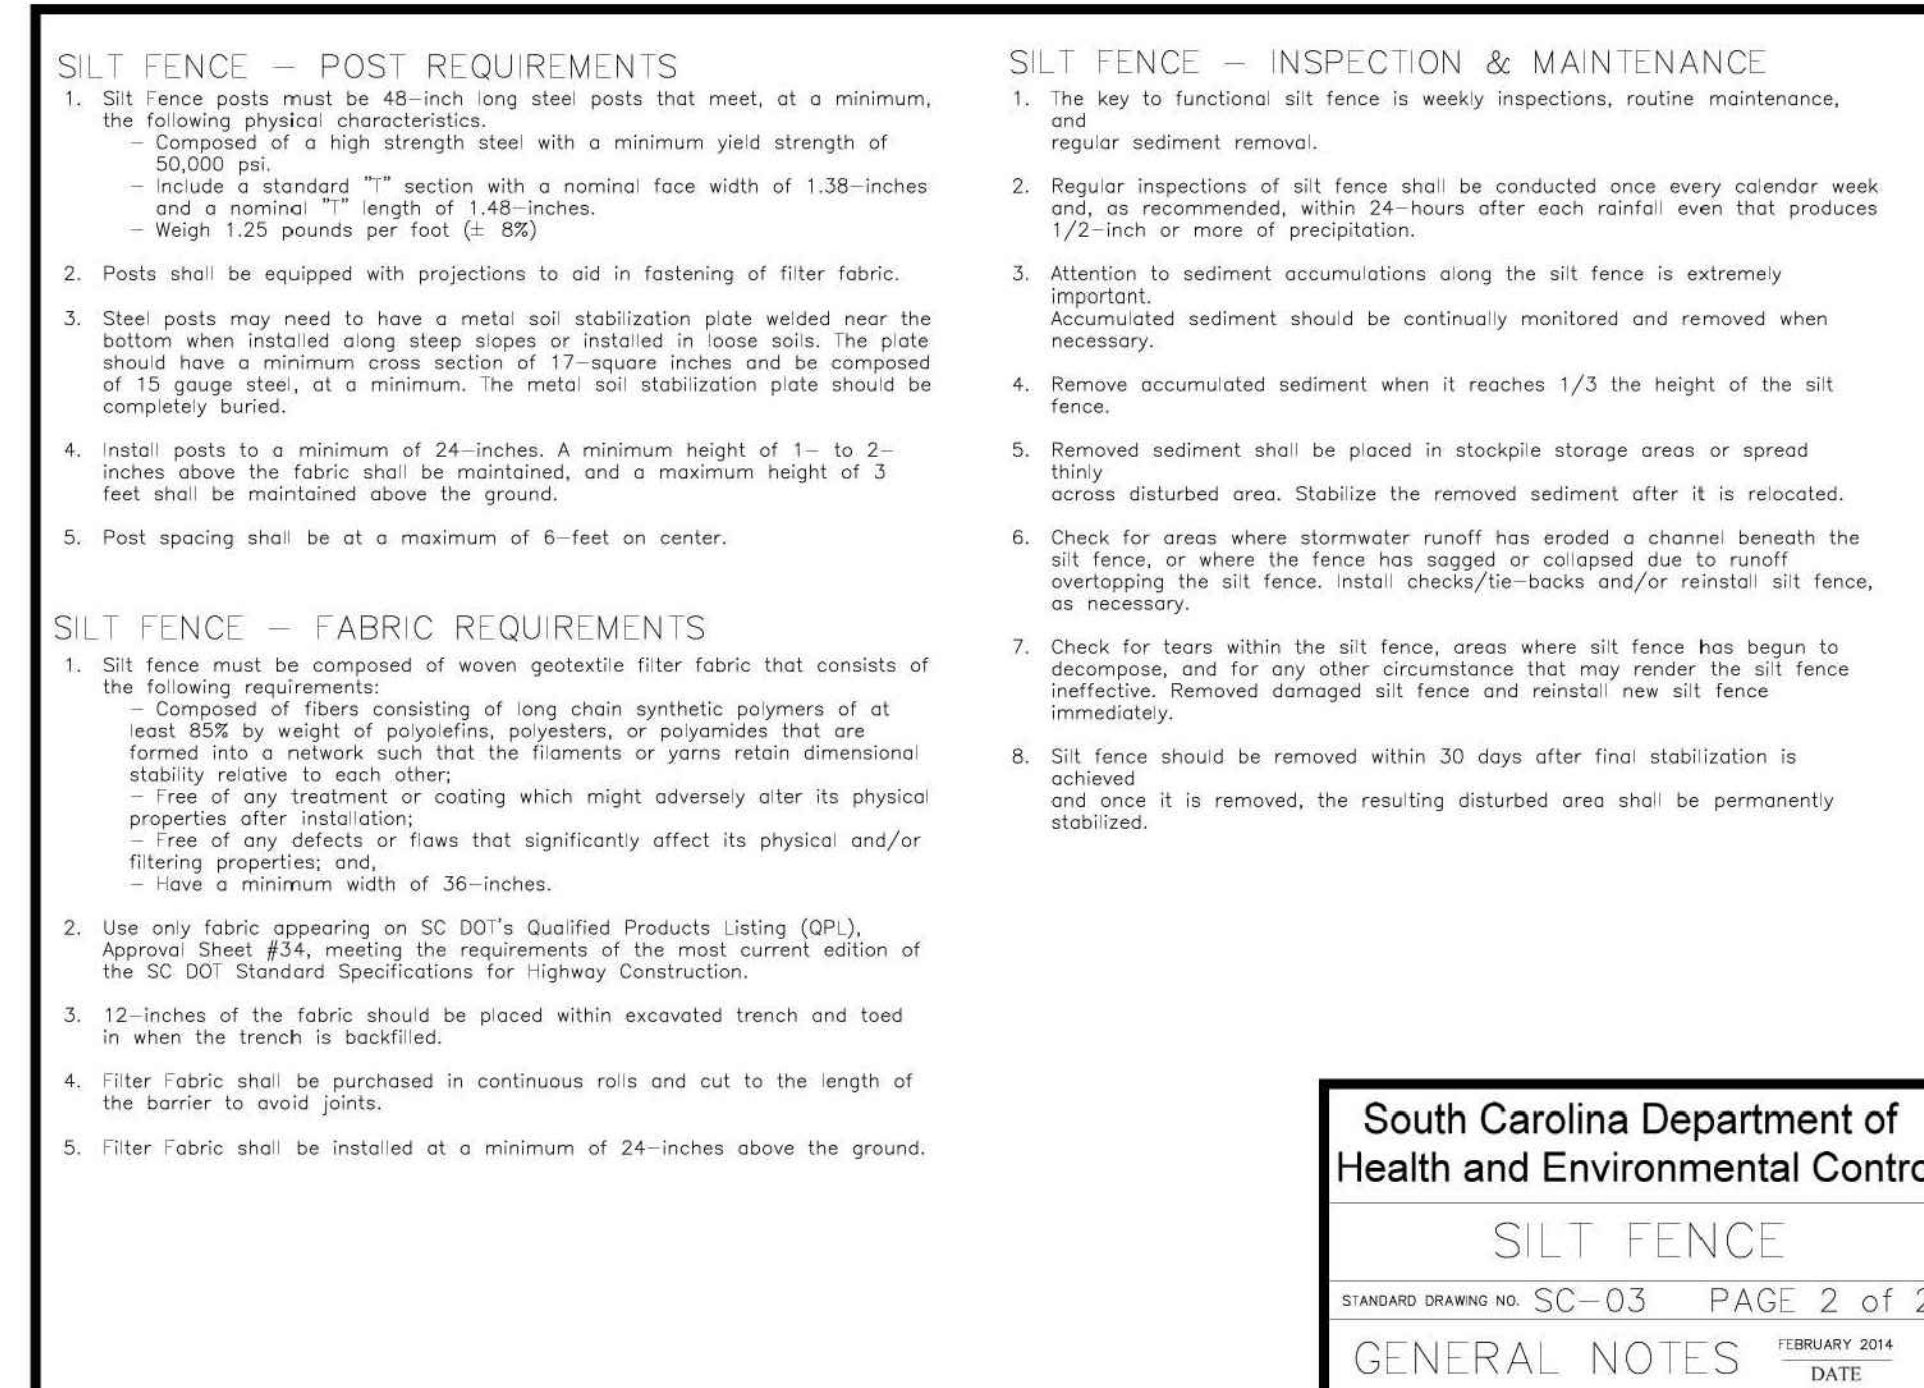 SILT FENCE – POST REQUIREMENTS
1. Silt Fence posts must be 48-inch long steel posts that meet, at a minimum,
the following physical characteristics.
– Composed of a high strength steel with a minimum yield strength of
50,000 psi.
– Include a standard "T" section with a nominal face width of 1.38-inches
and a nominal "T" length of 1.48-inches.
– Weigh 1.25 pounds per foot (± 8%)
2. Posts shall be equipped with projections to aid in fastening of filter fabric.
3. Steel posts may need to have a metal soil stabilization plate welded near the
bottom when installed along steep slopes or installed in loose soils. The plate
should have a minimum cross section of 17-square inches and be composed
of 15 gauge steel, at a minimum. The metal soil stabilization plate should be
completely buried.
4. Install posts to a minimum of 24-inches. A minimum height of 1- to 2-
inches above the fabric shall be maintained, and a maximum height of 3
feet shall be maintained above the ground.
5. Post spacing shall be at a maximum of 6-feet on center.
SILT FENCE – FABRIC REQUIREMENTS
1. Silt fence must be composed of woven geotextile filter fabric that consists of
the following requirements:
– Composed of fibers consisting of long chain synthetic polymers of at
least 85% by weight of polyolefins, polyesters, or polyamides that are
formed into a network such that the filaments or yarns retain dimensional
stability relative to each other;
– Free of any treatment or coating which might adversely alter its physical
properties after installation;
– Free of any defects or flaws that significantly affect its physical and/or
filtering properties; and,
– Have a minimum width of 36-inches.
2. Use only fabric appearing on SC DOT's Qualified Products Listing (QPL),
Approval Sheet #34, meeting the requirements of the most current edition of
the SC DOT Standard Specifications for Highway Construction.
3. 12-inches of the fabric should be placed within excavated trench and toed
in when the trench is backfilled.
4. Filter Fabric shall be purchased in continuous rolls and cut to the length of
the barrier to avoid joints.
5. Filter Fabric shall be installed at a minimum of 24-inches above the ground.
SILT FENCE – INSPECTION & MAINTENANCE
1. The key to functional silt fence is weekly inspections, routine maintenance,
and
regular sediment removal.
2. Regular inspections of silt fence shall be conducted once every calendar week
and, as recommended, within 24-hours after each rainfall even that produces
1/2-inch or more of precipitation.
3. Attention to sediment accumulations along the silt fence is extremely
important.
Accumulated sediment should be continually monitored and removed when
necessary.
4. Remove accumulated sediment when it reaches 1/3 the height of the silt
fence.
5. Removed sediment shall be placed in stockpile storage areas or spread
thinly
across disturbed area. Stabilize the removed sediment after it is relocated.
6. Check for areas where stormwater runoff has eroded a channel beneath the
silt fence, or where the fence has sagged or collapsed due to runoff
overtopping the silt fence. Install checks/tie-backs and/or reinstall silt fence,
as necessary.
7. Check for tears within the silt fence, areas where silt fence has begun to
decompose, and for any other circumstance that may render the silt fence
ineffective. Removed damaged silt fence and reinstall new silt fence
immediately.
8. Silt fence should be removed within 30 days after final stabilization is
achieved
and once it is removed, the resulting disturbed area shall be permanently
stabilized.
South Carolina Department of
Health and Environmental Contro
SILT FENCE
STANDARD DRAWING NO. SC-03 PAGE 2 of 2
GENERAL NOTES FEBRUARY 2014
DATE